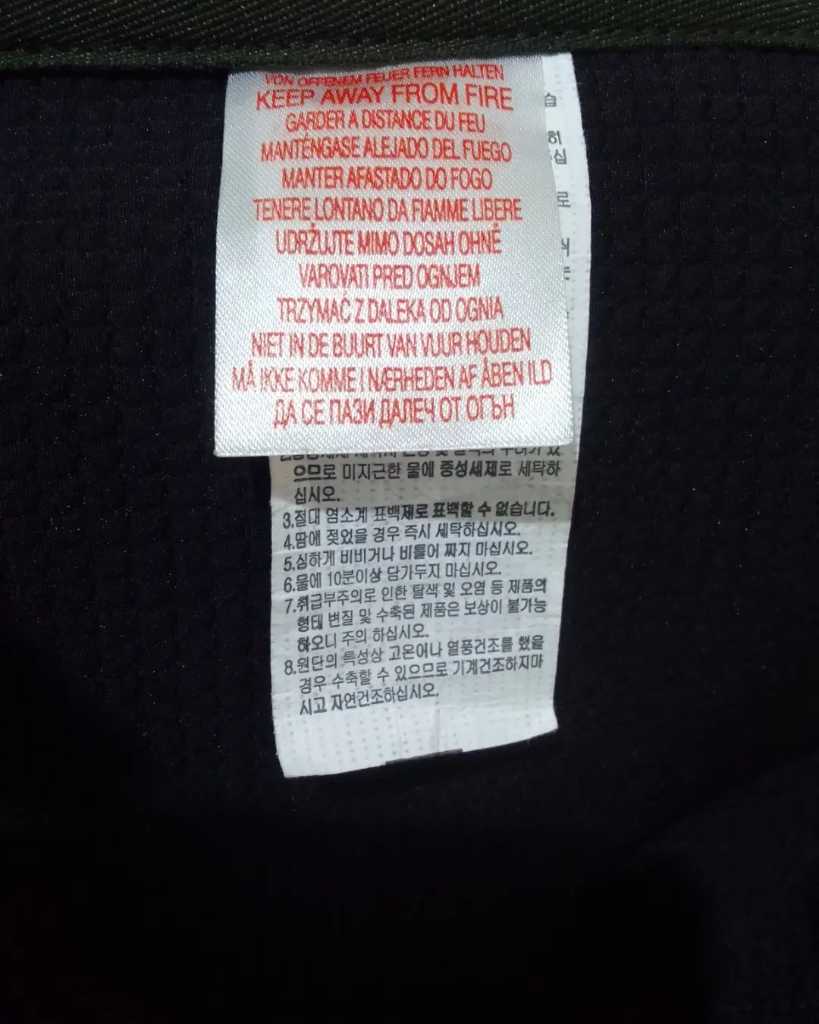 VON OFFENEM FEUER FERN HALTEN
KEEP AWAY FROM FIRE
GARDER A DISTANCE DU FEU
MANTÉNGASE ALEJADO DEL FUEGO
MANTER AFASTADO DO FOGO
TENERE LONTANO DA FIAMME LIBERE
UDRŽUJTE MIMO DOSAH OHNĚ
VAROVATI PRED OGNJEM
TRZYMAĆ Z DALEKA OD OGNIA
NIET IN DE BUURT VAN VUUR HOUDEN
MÅ IKKE KOMME I NÆRHEDEN AF ÅBEN ILD
ДА СЕ ПАЗИ ДАЛЕЧ ОТ ОГЪН
으므로 미지근한 물에 중성세제로 세탁하
십시오.
3.절대 염소계 표백제로 표백할 수 없습니다.
4.땀에 젖었을 경우 즉시 세탁하십시오.
5.심하게 비비거나 비틀어 짜지 마십시오.
6.물에 10분이상 담가두지 마십시오.
7.취급부주의로 인한 탈색 및 오염 등 제품의
형태 변질 및 수축된 제품은 보상이 불가능
하오니 주의 하십시오.
8.원단의 특성상 고온이나 열풍건조를 했을
경우 수축할 수 있으므로 기계건조하지마
시고 자연건조하십시오.